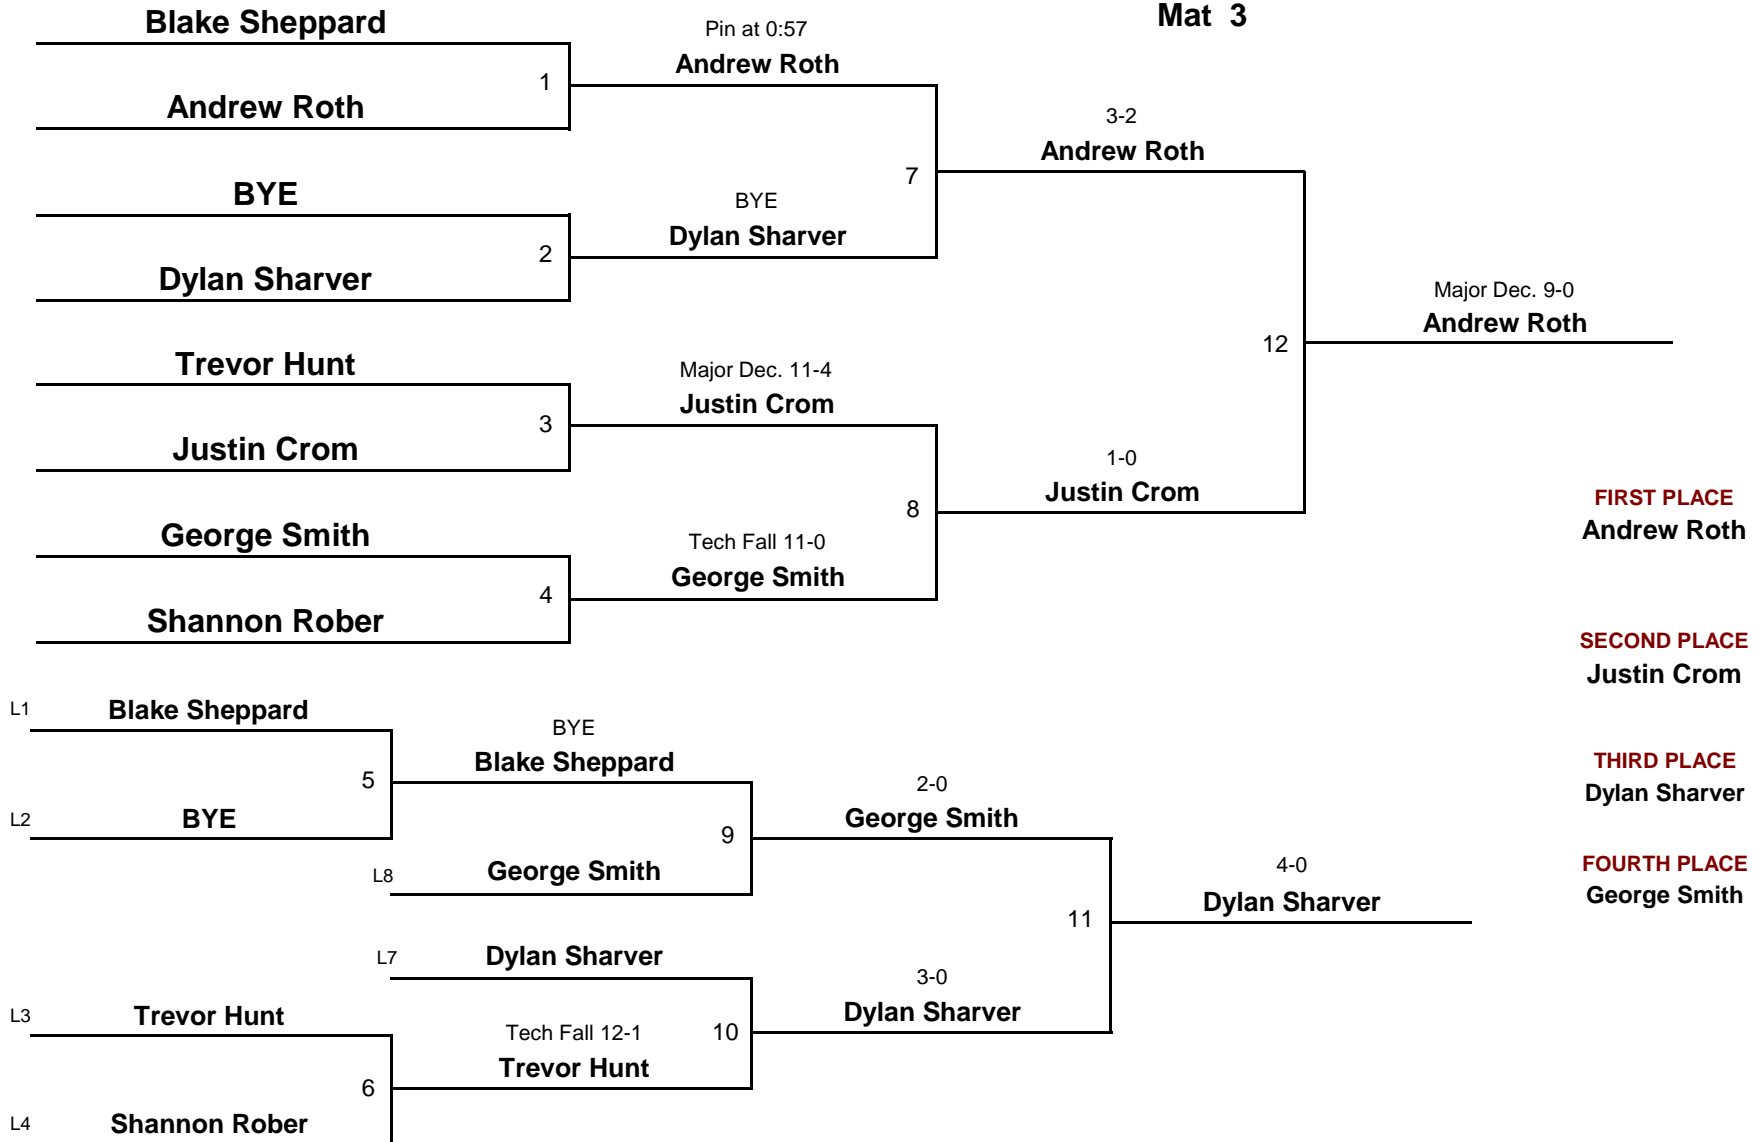 Mat 3
Blake Sheppard
1
Andrew Roth
Pin at 0:57
Andrew Roth
BYE
2
Dylan Sharver
BYE
Dylan Sharver
7
3-2
Andrew Roth
Trevor Hunt
3
Justin Crom
Major Dec. 11-4
Justin Crom
George Smith
4
Shannon Rober
Tech Fall 11-0
George Smith
8
1-0
Justin Crom
12
Major Dec. 9-0
Andrew Roth
FIRST PLACE
Andrew Roth
SECOND PLACE
Justin Crom
THIRD PLACE
Dylan Sharver
FOURTH PLACE
George Smith
L1 Blake Sheppard
5
L2 BYE
BYE
Blake Sheppard
9
L8 George Smith
2-0
George Smith
L7 Dylan Sharver
L3 Trevor Hunt
6
L4 Shannon Rober
Tech Fall 12-1
Trevor Hunt
10
3-0
Dylan Sharver
11
4-0
Dylan Sharver